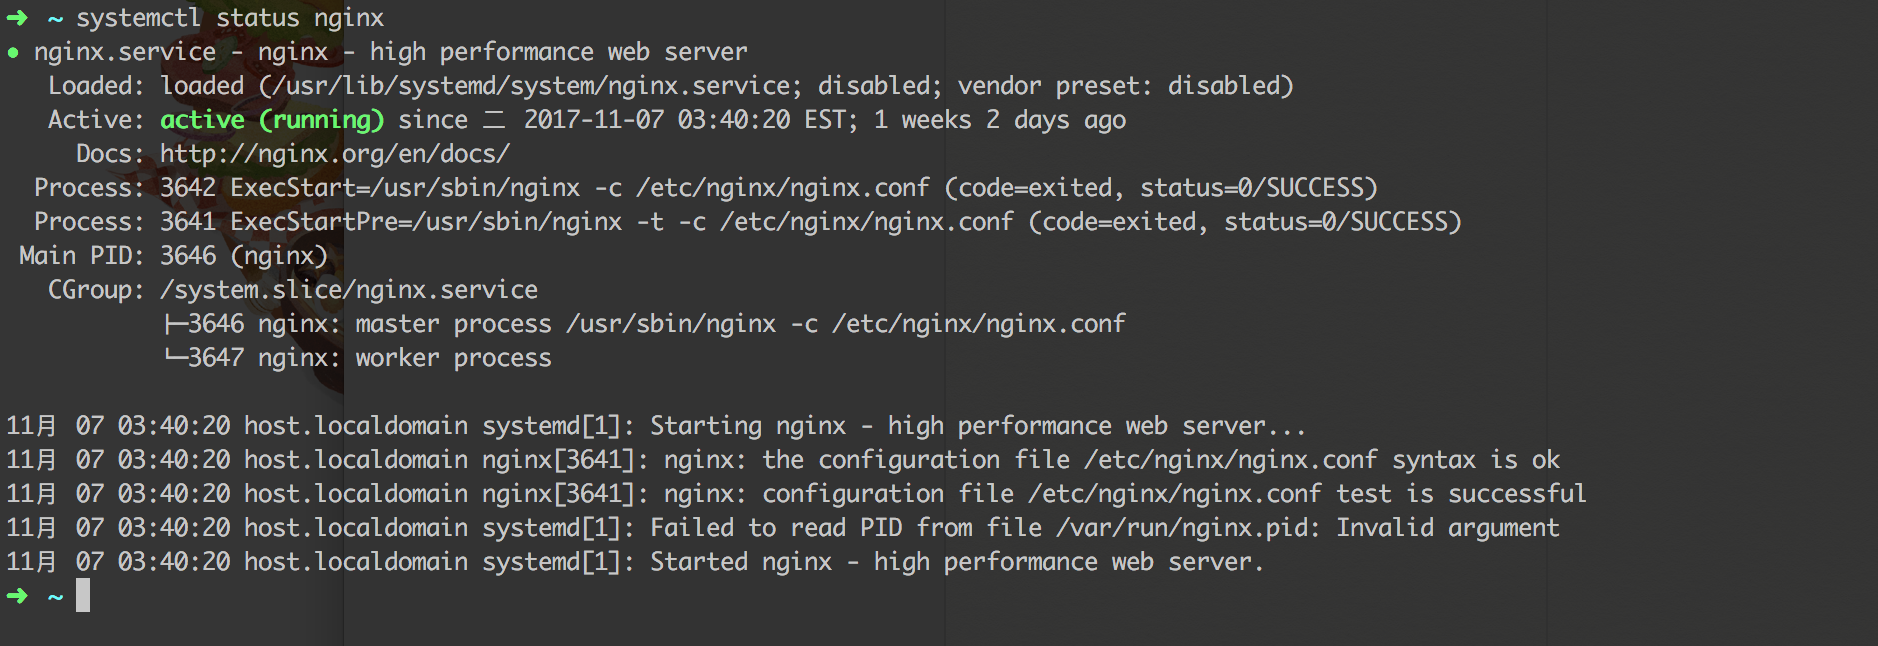 ➜ ~ systemctl status nginx
● nginx.service - nginx - high performance web server
Loaded: loaded (/usr/lib/systemd/system/nginx.service; disabled; vendor preset: disabled)
Active: active (running) since 二 2017-11-07 03:40:20 EST; 1 weeks 2 days ago
Docs: http://nginx.org/en/docs/
Process: 3642 ExecStart=/usr/sbin/nginx -c /etc/nginx/nginx.conf (code=exited, status=0/SUCCESS)
Process: 3641 ExecStartPre=/usr/sbin/nginx -t -c /etc/nginx/nginx.conf (code=exited, status=0/SUCCESS)
Main PID: 3646 (nginx)
CGroup: /system.slice/nginx.service
├─3646 nginx: master process /usr/sbin/nginx -c /etc/nginx/nginx.conf
└─3647 nginx: worker process
11月 07 03:40:20 host.localdomain systemd[1]: Starting nginx - high performance web server...
11月 07 03:40:20 host.localdomain nginx[3641]: nginx: the configuration file /etc/nginx/nginx.conf syntax is ok
11月 07 03:40:20 host.localdomain nginx[3641]: nginx: configuration file /etc/nginx/nginx.conf test is successful
11月 07 03:40:20 host.localdomain systemd[1]: Failed to read PID from file /var/run/nginx.pid: Invalid argument
11月 07 03:40:20 host.localdomain systemd[1]: Started nginx - high performance web server.
➜ ~